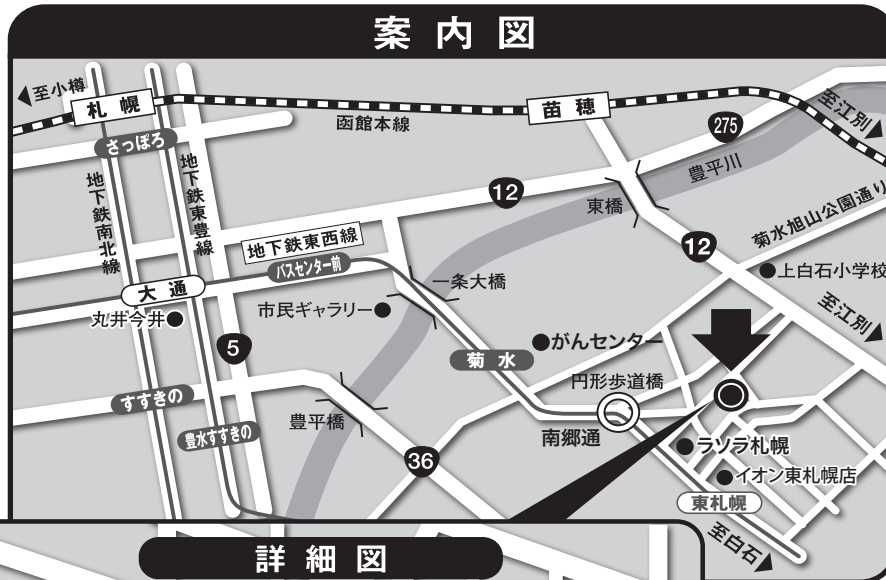 案内図
至小樽
札幌
苗穂
函館本線
至江別
275
さっぽろ
地下鉄南北線
地下鉄東豊線
豊平川
12
東橋
地下鉄東西線
バスセンター前
12
菊水旭山公園通り
上白石小学校
大通
丸井今井
一条大橋
市民ギャラリー
至江別
5
菊水
がんセンター
円形歩道橋
すすきの
豊平橋
豊水すすきの
南郷通
36
ラソラ札幌
イオン東札幌店
東札幌
至白石
詳細図